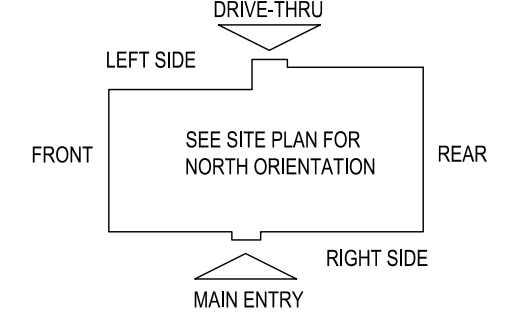 DRIVE-THRU
LEFT SIDE
FRONT
SEE SITE PLAN FOR
NORTH ORIENTATION
REAR
RIGHT SIDE
MAIN ENTRY